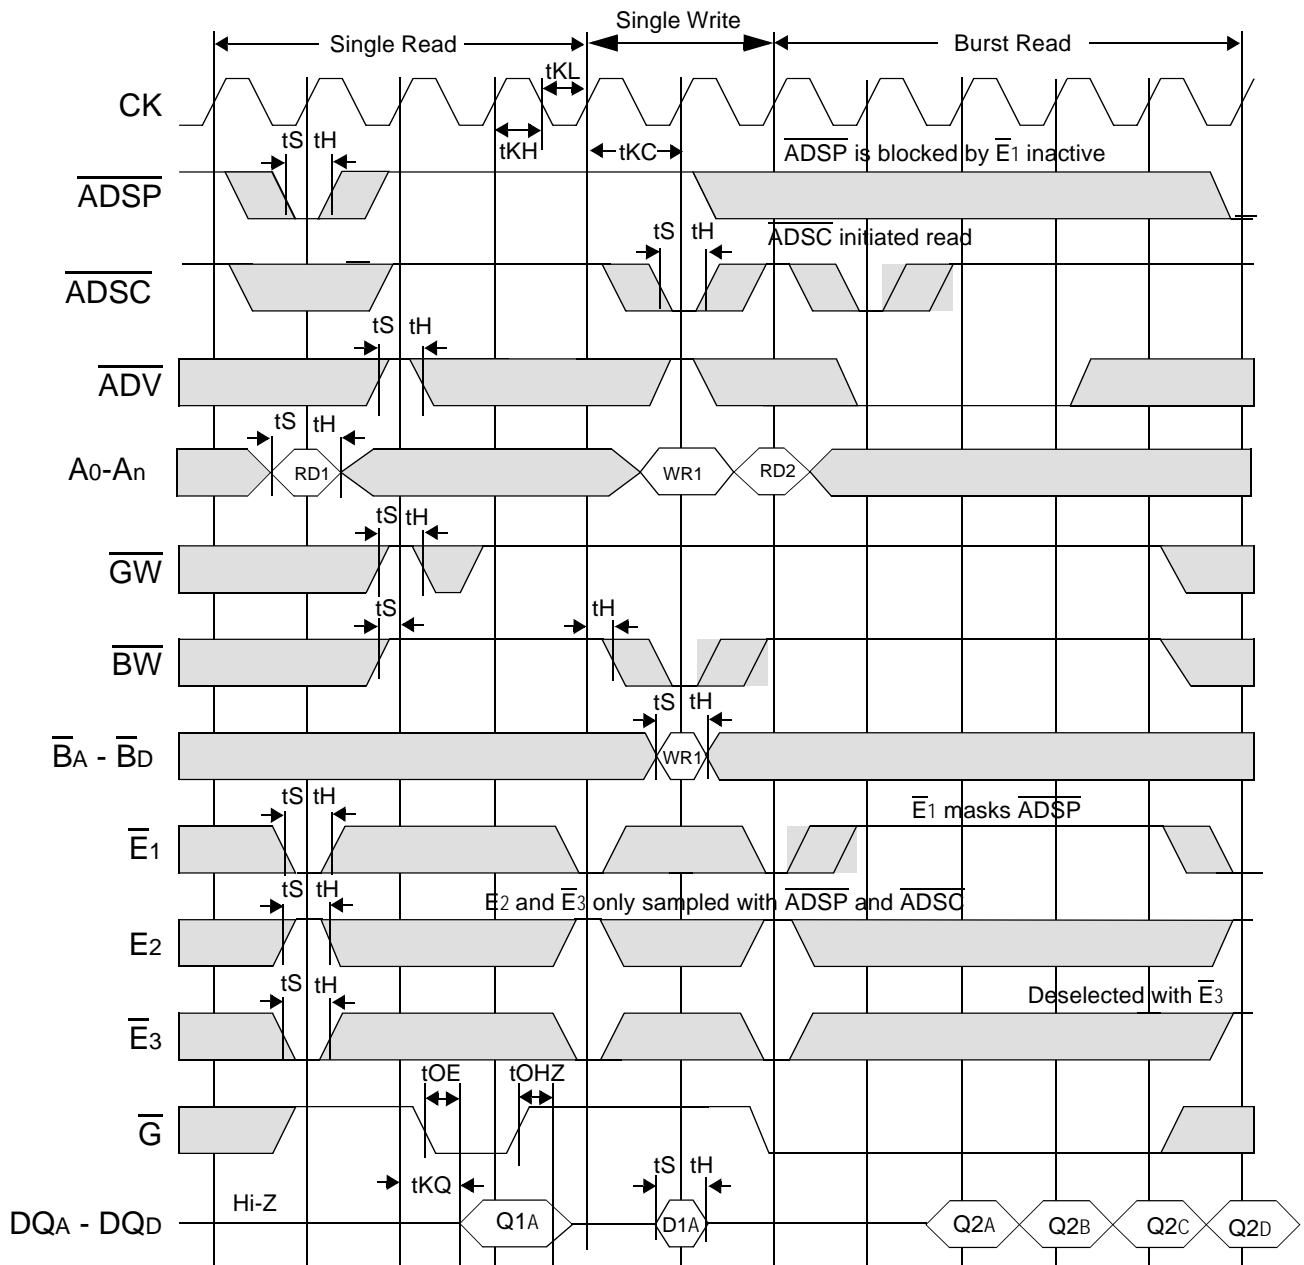 Single Write
Single Read
Burst Read
CK
tKL
tKH
tKC
tS tH
ADSP is blocked by E1 inactive
ADSP
tS tH
ADSC initiated read
ADSC
tS tH
ADV
tS tH
A0-An
RD1
WR1
RD2
tS tH
GW
tS
tH
BW
tS tH
BA - BD
WR1
tS tH
E1 masks ADSP
E1
tS tH
E2 and E3 only sampled with ADSP and ADSC
E2
tS tH
Deselected with E3
E3
tOE
tOHZ
G
tKQ
tS tH
Hi-Z
DQA - DQD
Q1A
D1A
Q2A
Q2B
Q2C
Q2D